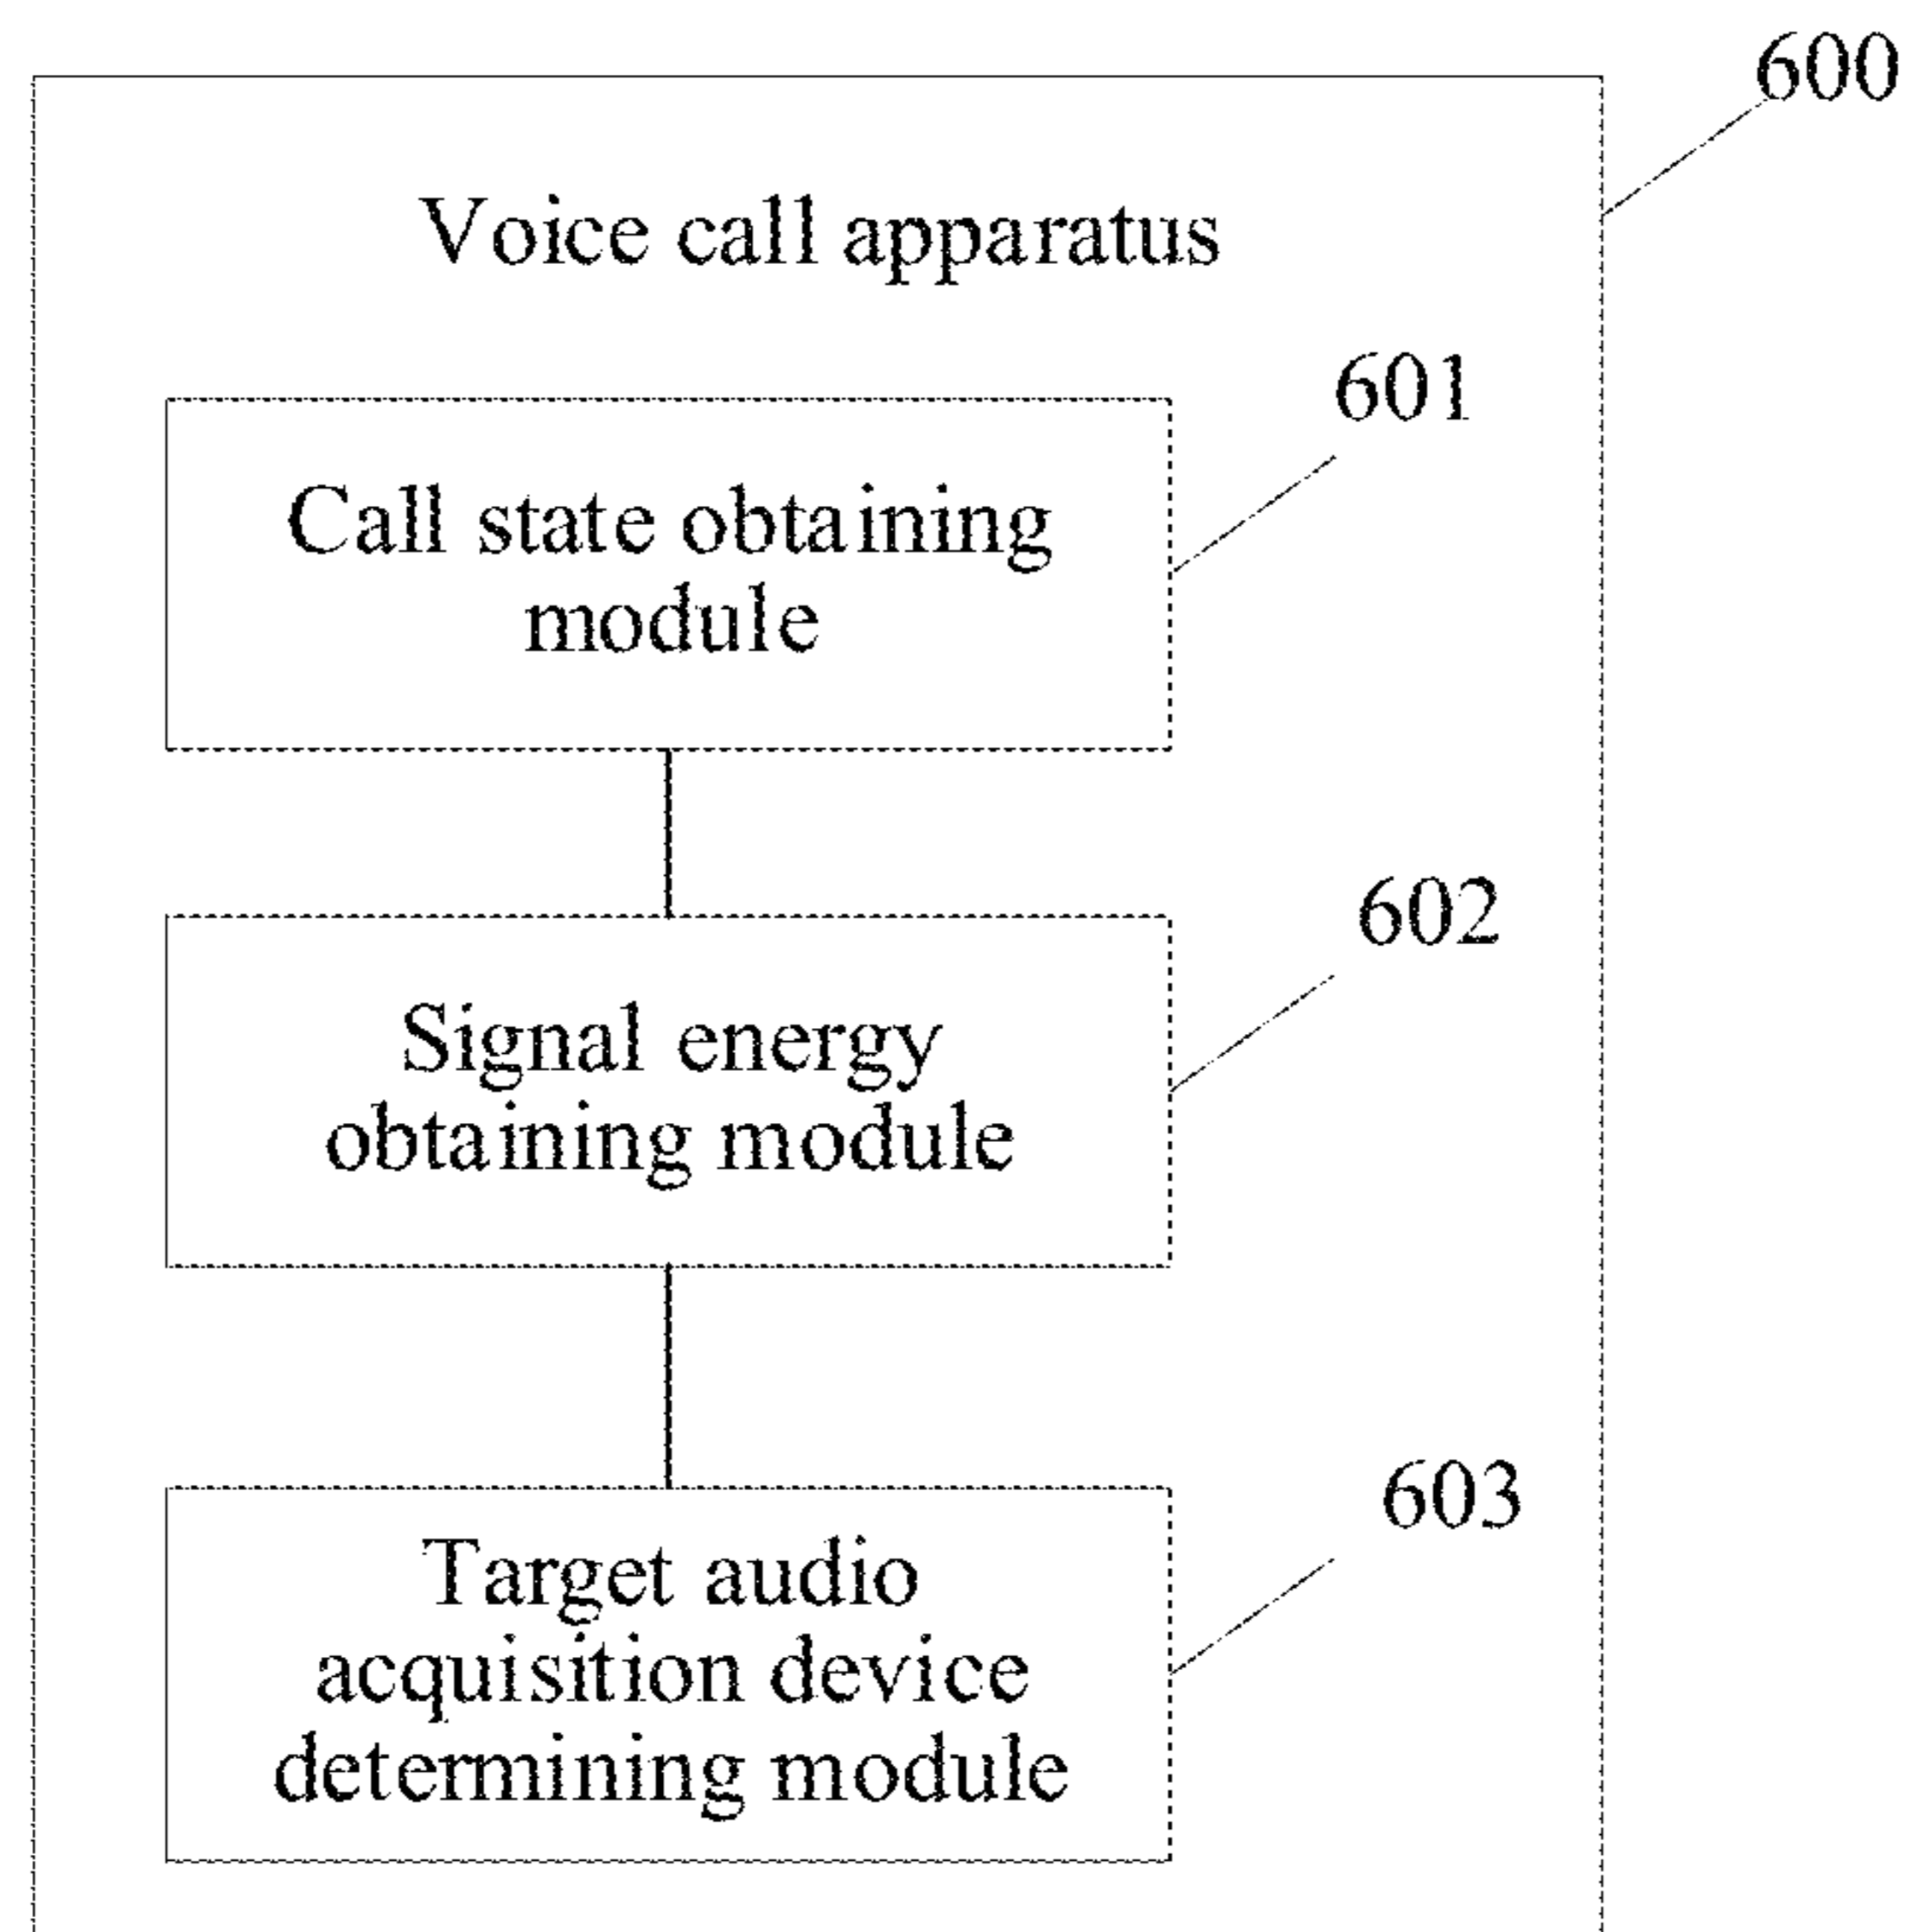 600
Voice call apparatus
601
Call state obtaining
module
602
Signal energy
obtaining module
603
Target audio
acquisition device
determining module